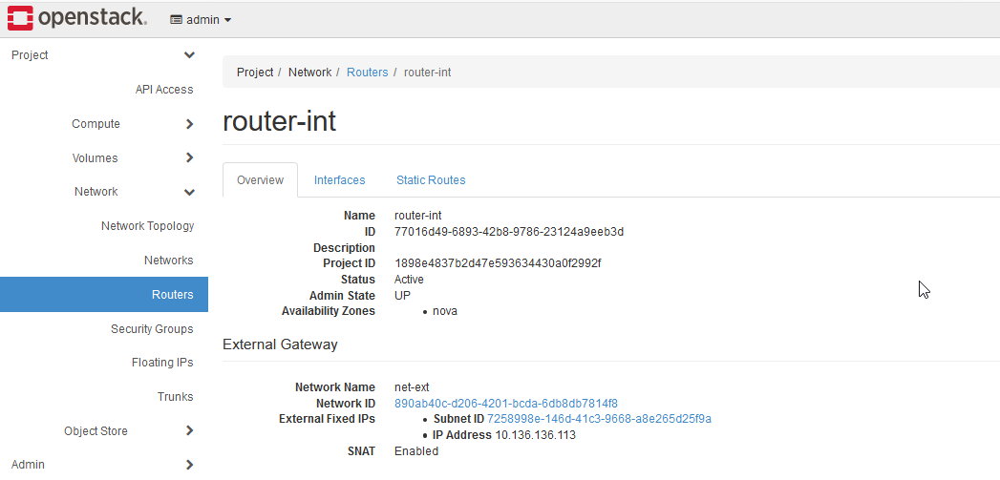 openstack. admin
Project
API Access
Compute
Volumes
Network
Network Topology
Networks
Routers
Security Groups
Floating IPs
Trunks
Object Store
Admin
Project / Network / Routers / router-int
router-int
Overview Interfaces Static Routes
Name router-int
ID 77016d49-6893-42b8-9786-23124a9eeb3d
Description
Project ID 1898e4837b2d47e593634430a0f2992f
Status Active
Admin State UP
Availability Zones • nova
External Gateway
Network Name net-ext
Network ID 890ab40c-d206-4201-bcda-6db8db7814f8
External Fixed IPs • Subnet ID 7258998e-146d-41c3-9668-a8e265d25f9a
• IP Address 10.136.136.113
SNAT Enabled